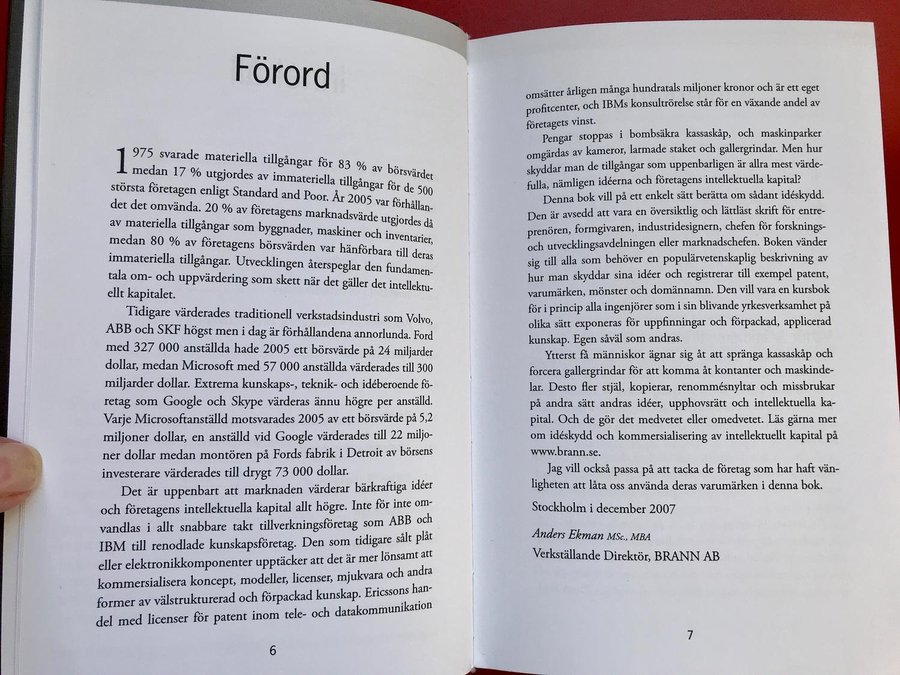 Förord
1975 svarade materiella tillgångar för 83 % av börsvärdet
medan 17 % utgjordes av immateriella tillgångar för de 500
största företagen enligt Standard and Poor. År 2005 var förhållan-
det det omvända. 20 % av företagens marknadsvärde utgjordes då
av materiella tillgångar som byggnader, maskiner och inventarier,
medan 80 % av företagens börsvärden var hänförbara till deras
immateriella tillgångar. Utvecklingen återspeglar den fundamen-
tala om- och uppvärdering som skett när det gäller det intellektu-
ellt kapitalet.
Tidigare värderades traditionell verkstadsindustri som Volvo,
ABB och SKF högst men i dag är förhållandena annorlunda. Ford
med 327 000 anställda hade 2005 ett börsvärde på 24 miljarder
dollar, medan Microsoft med 57 000 anställda värderades till 300
miljarder dollar. Extrema kunskaps-, teknik- och idéberoende fö-
retag som Google och Skype värderas ännu högre per anställd.
Varje Microsoftanställd motsvarades 2005 av ett börsvärde på 5,2
miljoner dollar, en anställd vid Google värderades till 22 miljo-
ner dollar medan montören på Fords fabrik i Detroit av börsens
investerare värderades till drygt 73 000 dollar.
Det är uppenbart att marknaden värderar bärkraftiga idéer
och företagens intellektuella kapital allt högre. Inte för inte om-
vandlas i allt snabbare takt tillverkningsföretag som ABB och
IBM till renodlade kunskapsföretag. Den som tidigare sålt plåt
eller elektronikkomponenter upptäcker att det är mer lönsamt att
kommersialisera koncept, modeller, licenser, mjukvara och andra
former av välstrukturerad och förpackad kunskap. Ericssons han-
del med licenser för patent inom tele- och datakommunikation
6
omsätter årligen många hundratals miljoner kronor och är ett eget
profitcenter, och IBMs konsultrörelse står för en växande andel av
företagets vinst.
Pengar stoppas i bombsäkra kassaskåp, och maskinparker
omgärdas av kameror, larmade staket och gallergrindar. Men hur
skyddar man de tillgångar som uppenbarligen är allra mest värde-
fulla, nämligen idéerna och företagens intellektuella kapital?
Denna bok vill på ett enkelt sätt berätta om sådant idéskydd.
Den är avsedd att vara en översiktlig och lättläst skrift för entre-
prenören, formgivaren, industridesignern, chefen för forsknings-
och utvecklingsavdelningen eller marknadschefen. Boken vänder
sig till alla som behöver en populärvetenskaplig beskrivning av
hur man skyddar sina idéer och registrerar till exempel patent,
varumärken, mönster och domännamn. Den vill vara en kursbok
för i princip alla ingenjörer som i sin blivande yrkesverksamhet på
olika sätt exponeras för uppfinningar och förpackad, applicerad
kunskap. Egen såväl som andras.
Ytterst få människor ägnar sig åt att spränga kassaskåp och
forcera gallergrindar för att komma åt kontanter och maskinde-
lar. Desto fler stjäl, kopierar, renommésnyltar och missbrukar
på andra sätt andras idéer, upphovsrätt och intellektuella ka-
pital. Och de gör det medvetet eller omedvetet. Läs gärna mer
om idéskydd och kommersialisering av intellektuellt kapital på
www.brann.se.
Jag vill också passa på att tacka de företag som har haft vän-
ligheten att låta oss använda deras varumärken i denna bok.
Stockholm i december 2007
Anders Ekman MSc., MBA
Verkställande Direktör, BRANN AB
7